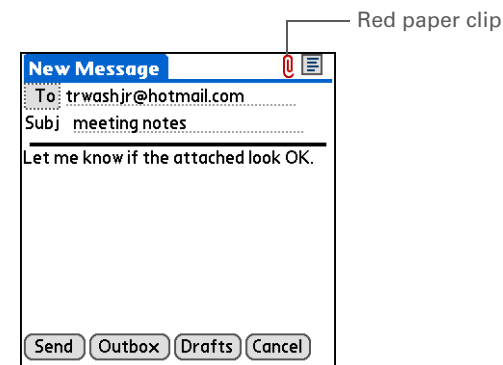 Red paper clip
New Message
To trwashjr@hotmail.com
Subj meeting notes
Let me know if the attached look OK.
Send Outbox Drafts Cancel